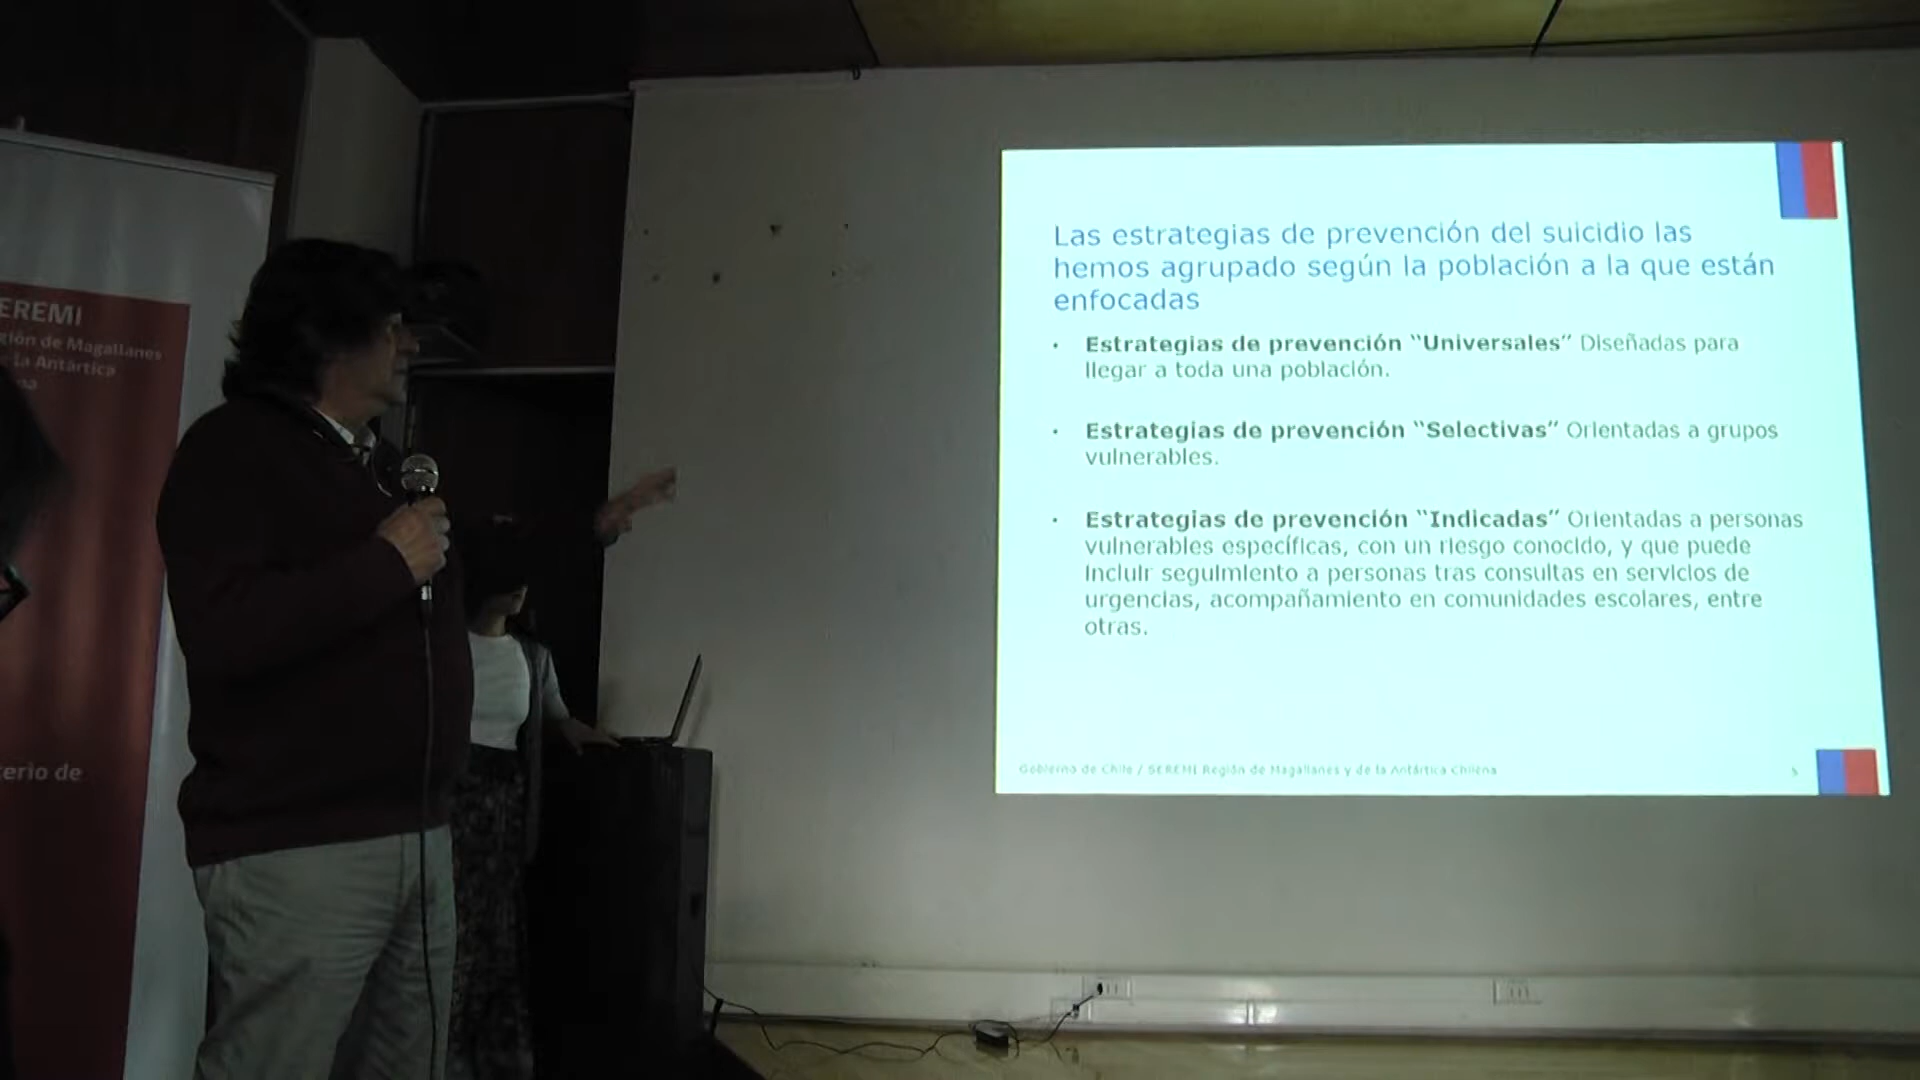 EREMI
gión de Magallanes
la Antártica
na
erio de
Las estrategias de prevención del suicidio las
hemos agrupado según la población a la que están
enfocadas
• Estrategias de prevención “Universales” Diseñadas para
llegar a toda una población.
• Estrategias de prevención “Selectivas” Orientadas a grupos
vulnerables.
• Estrategias de prevención “Indicadas” Orientadas a personas
vulnerables específicas, con un riesgo conocido, y que puede
incluir seguimiento a personas tras consultas en servicios de
urgencias, acompañamiento en comunidades escolares, entre
otras.
Gobierno de Chile / SEREMI Región de Magallanes y de la Antártica Chilena